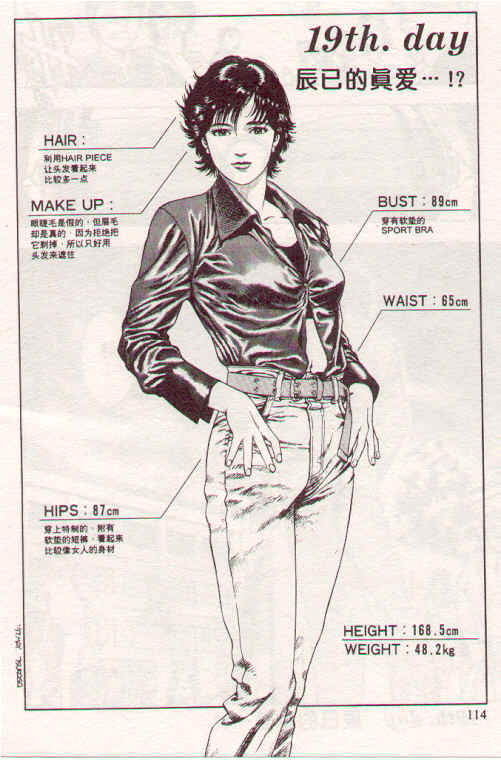 19th. day
辰已的真爱…!?
HAIR :
利用HAIR PIECE
让头发看起来
比较多一点
MAKE UP :
眼睫毛是假的·但眉毛
却是真的·因为拒绝把
它剃掉·所以只好用
头发来遮住
BUST : 89cm
穿有软垫的
SPORT BRA
WAIST : 65cm
HIPS : 87cm
穿上特制的·附有
软垫的短裤·看起来
比较像女人的身材
HEIGHT : 168.5cm
WEIGHT : 48.2kg
114